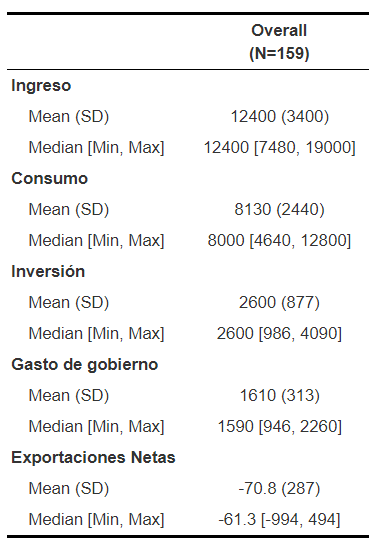 Overall
(N=159)
Ingreso
Mean (SD) 12400 (3400)
Median [Min, Max] 12400 [7480, 19000]
Consumo
Mean (SD) 8130 (2440)
Median [Min, Max] 8000 [4640, 12800]
Inversión
Mean (SD) 2600 (877)
Median [Min, Max] 2600 [986, 4090]
Gasto de gobierno
Mean (SD) 1610 (313)
Median [Min, Max] 1590 [946, 2260]
Exportaciones Netas
Mean (SD) -70.8 (287)
Median [Min, Max] -61.3 [-994, 494]